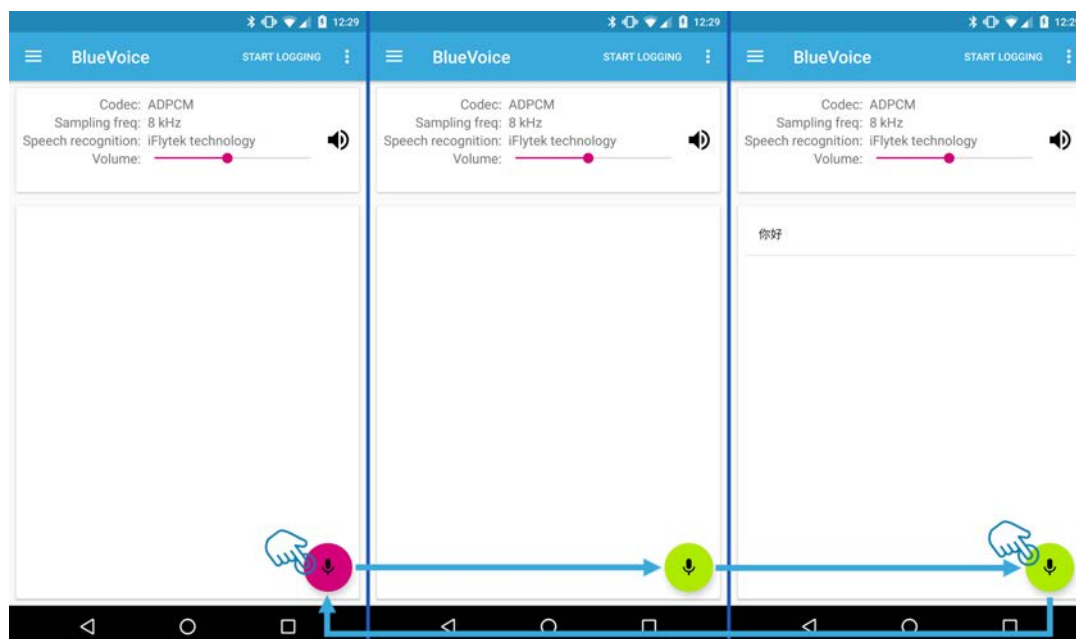 12:29
BlueVoice
START LOGGING
Codec: ADPCM
Sampling freq: 8 kHz
Speech recognition: iFlytek technology
Volume:
12:29
BlueVoice
START LOGGING
Codec: ADPCM
Sampling freq: 8 kHz
Speech recognition: iFlytek technology
Volume:
12:29
BlueVoice
START LOGGING
Codec: ADPCM
Sampling freq: 8 kHz
Speech recognition: iFlytek technology
Volume:
你好